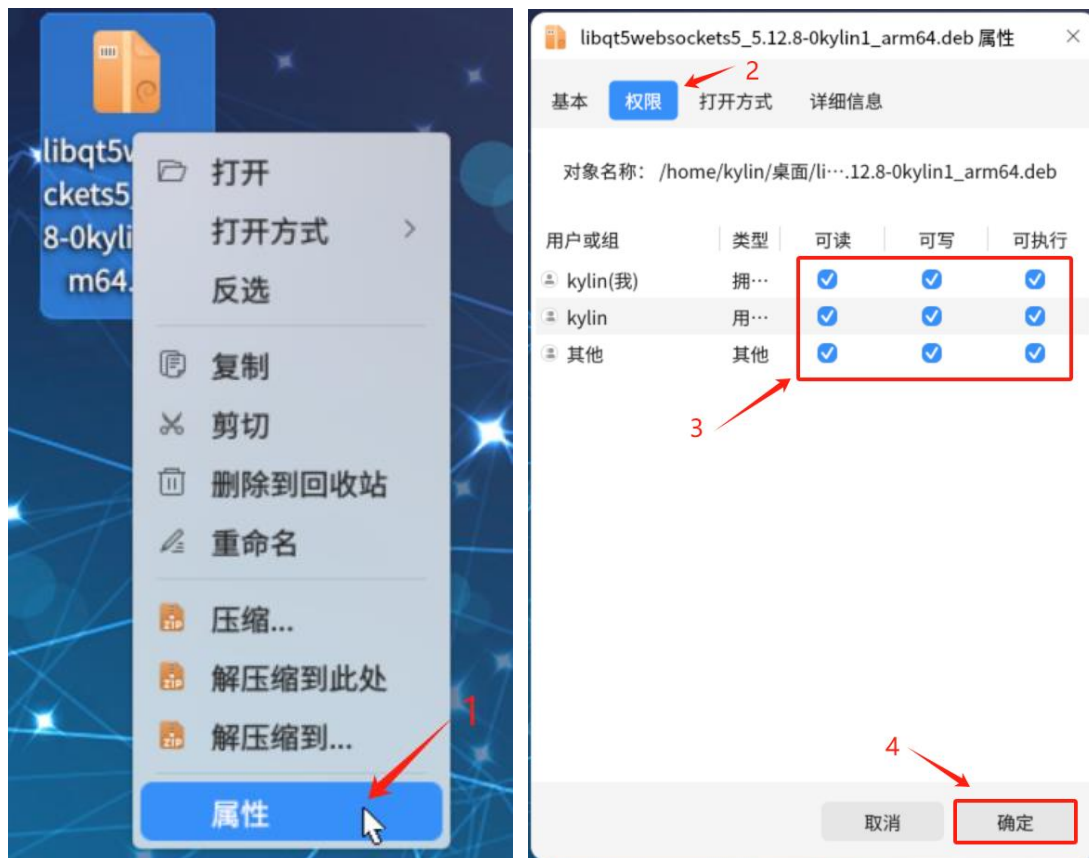 libqt5w
ckets5_
8-0kyli
m64.
打开
打开方式
反选
复制
剪切
删除到回收站
重命名
压缩...
解压缩到此处
解压缩到...
属性
1
libqt5websockets5_5.12.8-0kylin1_arm64.deb 属性
2
基本 权限 打开方式 详细信息
对象名称： /home/kylin/桌面/li⋯.12.8-0kylin1_arm64.deb
用户或组 类型 可读 可写 可执行
kylin(我) 拥⋯
kylin 用⋯
其他 其他
3
4
取消 确定